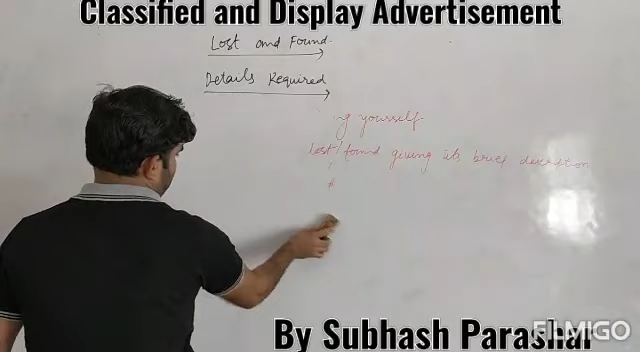 Classified and Display Advertisement
Lost and Found
Details Required
ng yourself
Lost/found giving its brief
By Subhash Parashar
FILMIGO